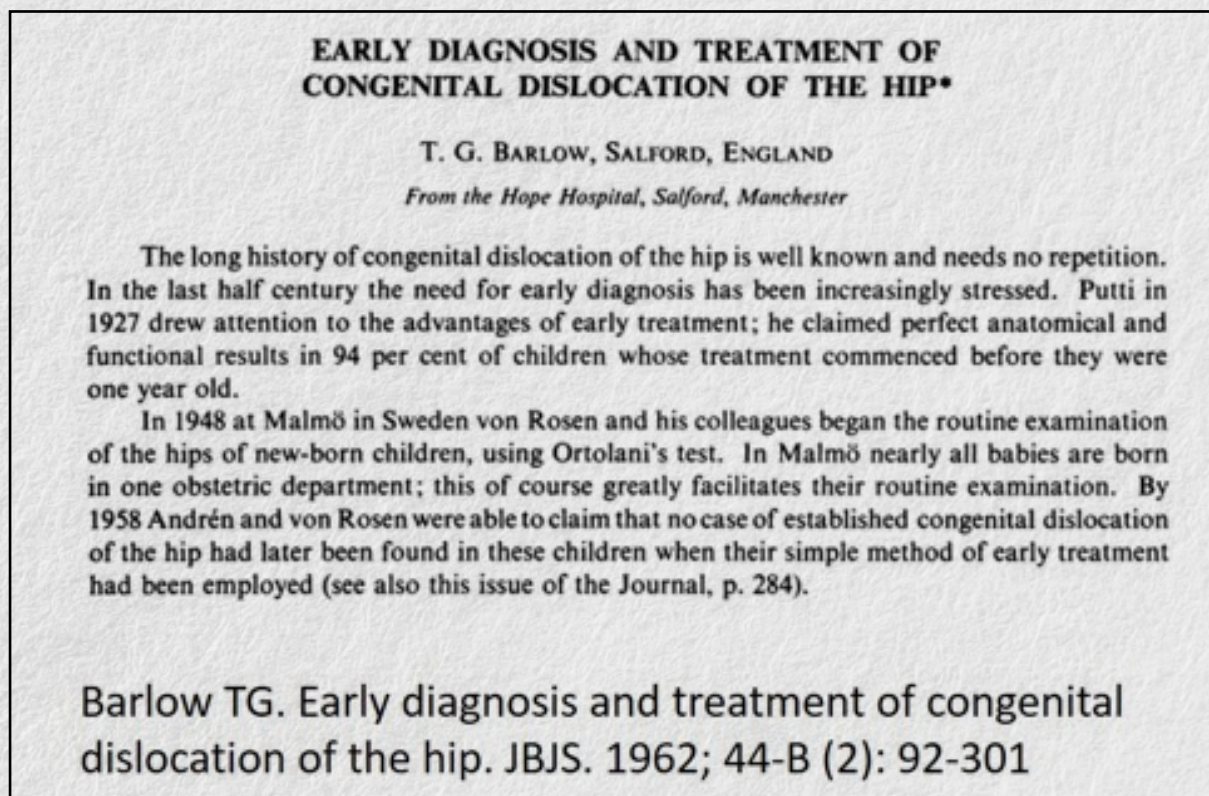 EARLY DIAGNOSIS AND TREATMENT OF
CONGENITAL DISLOCATION OF THE HIP*
T. G. BARLOW, SALFORD, ENGLAND
From the Hope Hospital, Salford, Manchester
The long history of congenital dislocation of the hip is well known and needs no repetition.
In the last half century the need for early diagnosis has been increasingly stressed. Putti in
1927 drew attention to the advantages of early treatment; he claimed perfect anatomical and
functional results in 94 per cent of children whose treatment commenced before they were
one year old.
In 1948 at Malmö in Sweden von Rosen and his colleagues began the routine examination
of the hips of new-born children, using Ortolani's test. In Malmö nearly all babies are born
in one obstetric department; this of course greatly facilitates their routine examination. By
1958 Andrén and von Rosen were able to claim that no case of established congenital dislocation
of the hip had later been found in these children when their simple method of early treatment
had been employed (see also this issue of the Journal, p. 284).
Barlow TG. Early diagnosis and treatment of congenital
dislocation of the hip. JBJS. 1962; 44-B (2): 92-301